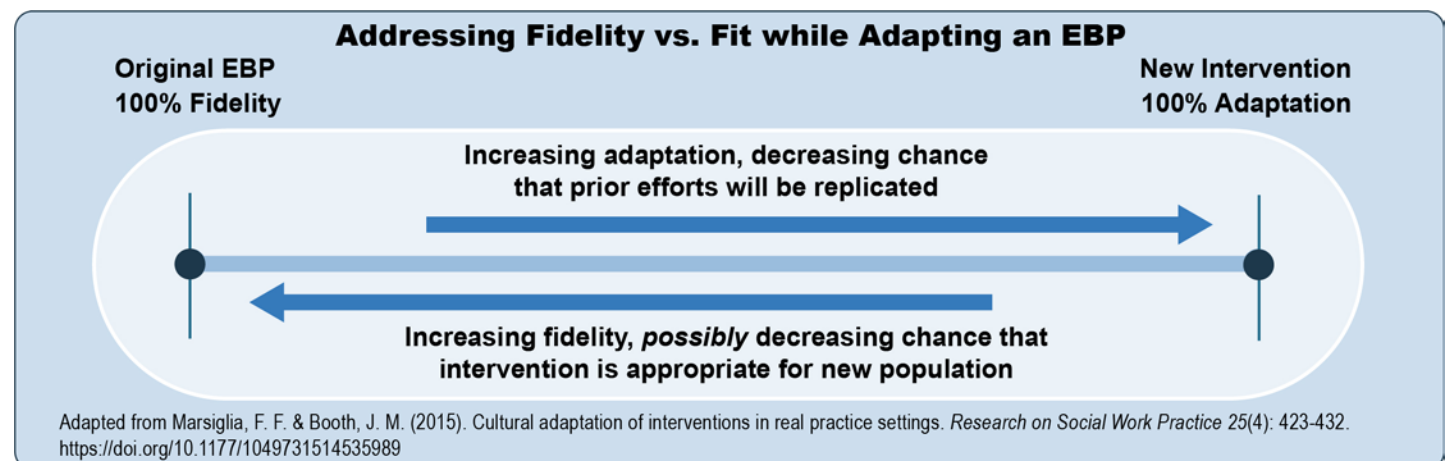 Addressing Fidelity vs. Fit while Adapting an EBP
Original EBP
100% Fidelity
New Intervention
100% Adaptation
Increasing adaptation, decreasing chance
that prior efforts will be replicated
Increasing fidelity, possibly decreasing chance that
intervention is appropriate for new population
Adapted from Marsiglia, F. F. & Booth, J. M. (2015). Cultural adaptation of interventions in real practice settings. Research on Social Work Practice 25(4): 423-432.
https://doi.org/10.1177/1049731514535989